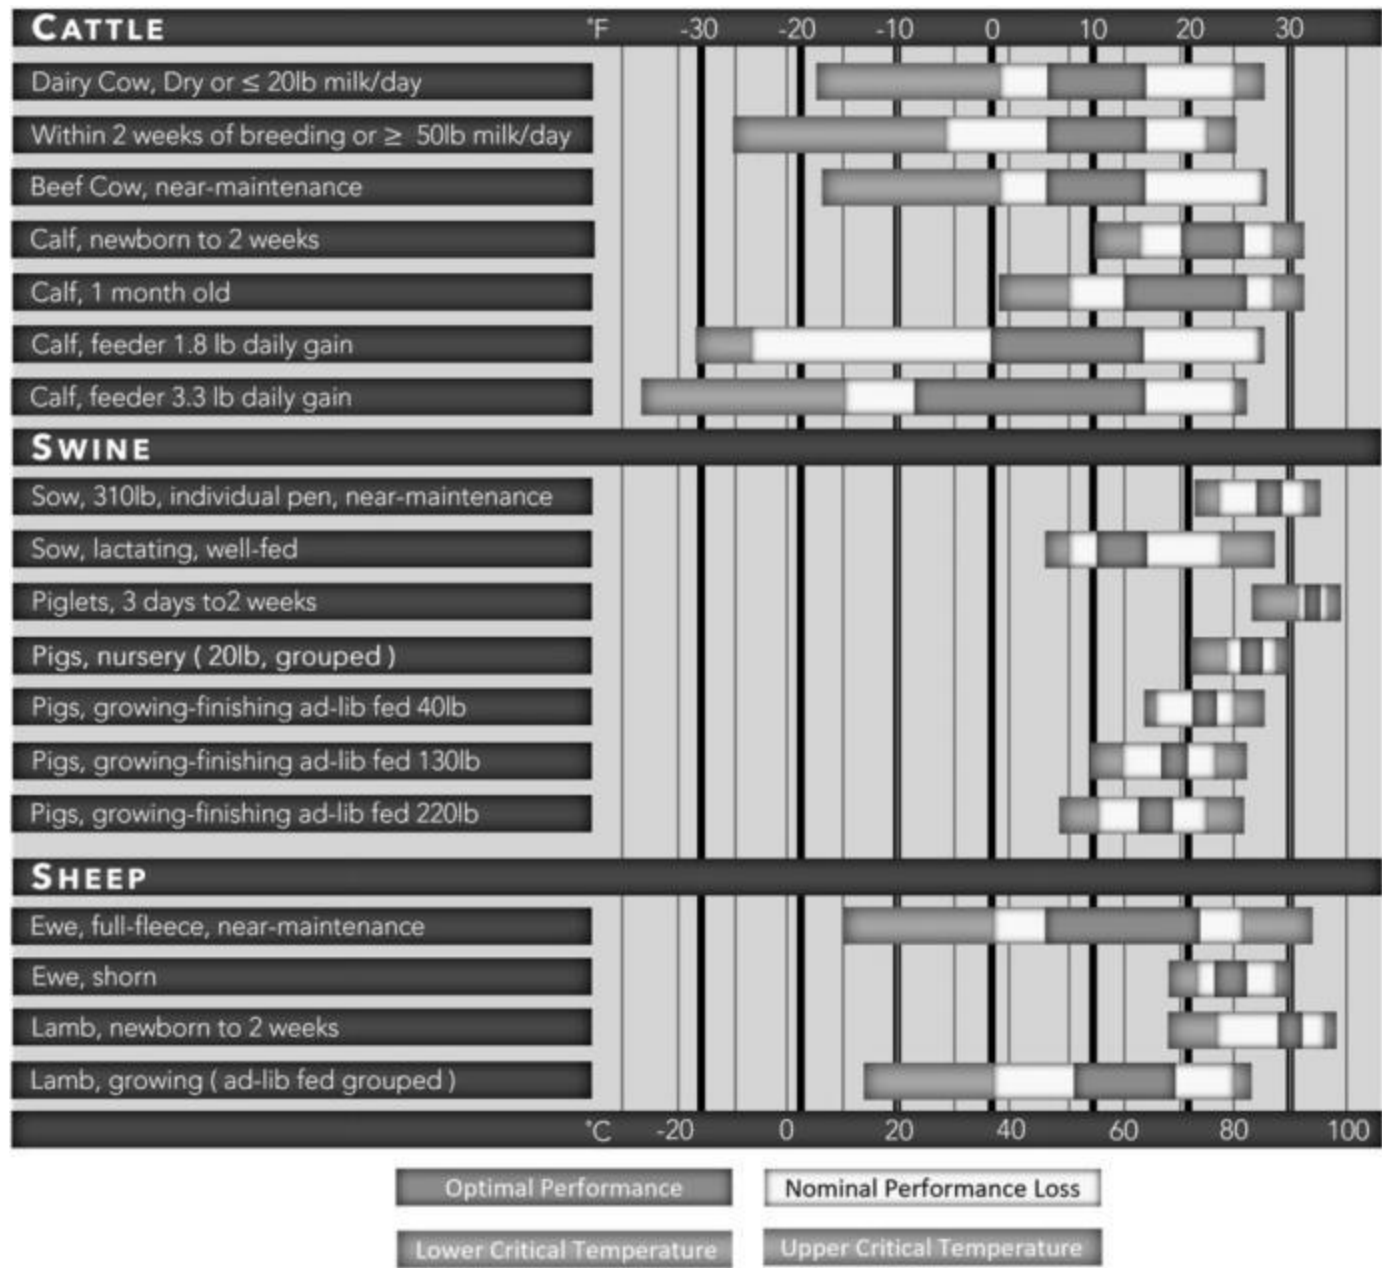 CATTLE °F -30 -20 -10 0 10 20 30
Dairy Cow, Dry or ≤ 20lb milk/day
Within 2 weeks of breeding or ≥ 50lb milk/day
Beef Cow, near-maintenance
Calf, newborn to 2 weeks
Calf, 1 month old
Calf, feeder 1.8 lb daily gain
Calf, feeder 3.3 lb daily gain
SWINE
Sow, 310lb, individual pen, near-maintenance
Sow, lactating, well-fed
Piglets, 3 days to2 weeks
Pigs, nursery ( 20lb, grouped )
Pigs, growing-finishing ad-lib fed 40lb
Pigs, growing-finishing ad-lib fed 130lb
Pigs, growing-finishing ad-lib fed 220lb
SHEEP
Ewe, full-fleece, near-maintenance
Ewe, shorn
Lamb, newborn to 2 weeks
Lamb, growing ( ad-lib fed grouped )
°C -20 0 20 40 60 80 100
Optimal Performance Nominal Performance Loss
Lower Critical Temperature Upper Critical Temperature